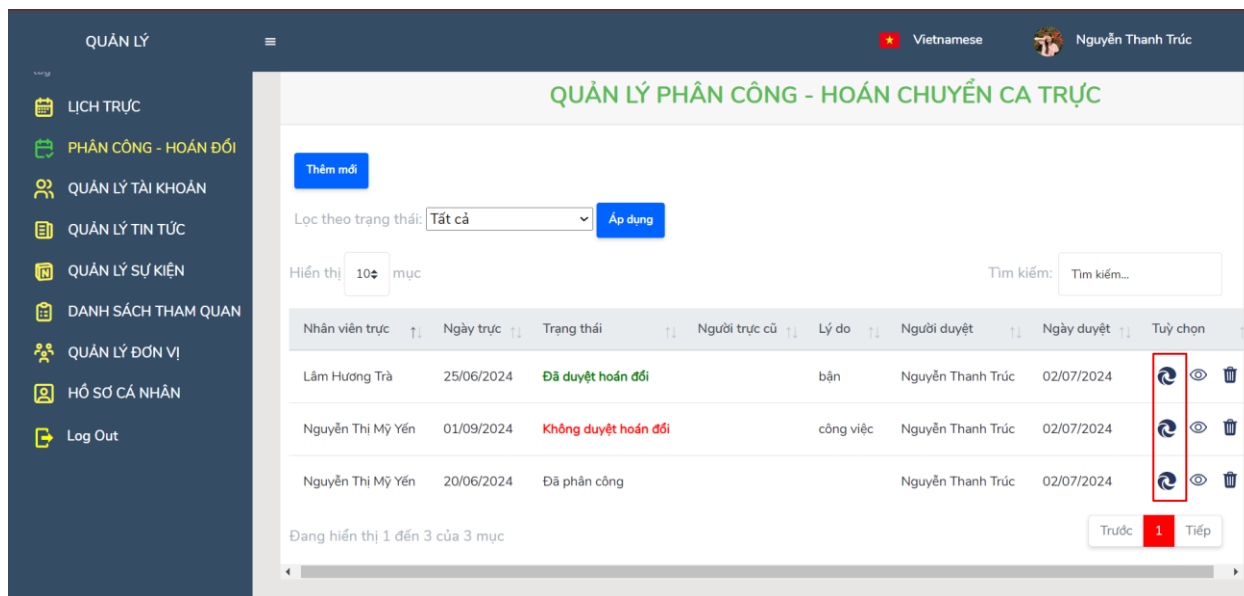 QUẢN LÝ
Vietnamese
Nguyễn Thanh Trúc
LỊCH TRỰC
PHÂN CÔNG - HOÁN ĐỔI
QUẢN LÝ TÀI KHOẢN
QUẢN LÝ TIN TỨC
QUẢN LÝ SỰ KIỆN
DANH SÁCH THAM QUAN
QUẢN LÝ ĐƠN VỊ
HỒ SƠ CÁ NHÂN
Log Out
QUẢN LÝ PHÂN CÔNG - HOÁN CHUYỂN CA TRỰC
Thêm mới
Lọc theo trạng thái: Tất cả Áp dụng
Hiển thị 10 mục Tìm kiếm: Tìm kiếm...
Nhân viên trực Ngày trực Trạng thái Người trực cũ Lý do Người duyệt Ngày duyệt Tuỳ chọn
Lâm Hương Trà 25/06/2024 Đã duyệt hoán đổi bận Nguyễn Thanh Trúc 02/07/2024
Nguyễn Thị Mỹ Yến 01/09/2024 Không duyệt hoán đổi công việc Nguyễn Thanh Trúc 02/07/2024
Nguyễn Thị Mỹ Yến 20/06/2024 Đã phân công Nguyễn Thanh Trúc 02/07/2024
Đang hiển thị 1 đến 3 của 3 mục
Trước 1 Tiếp